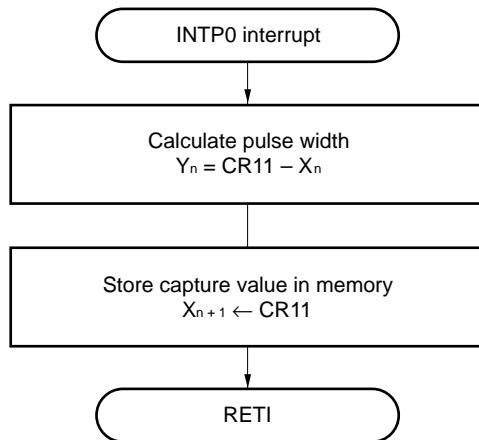 INTP0 interrupt
Calculate pulse width
Yn = CR11 – Xn
Store capture value in memory
Xn + 1 ← CR11
RETI